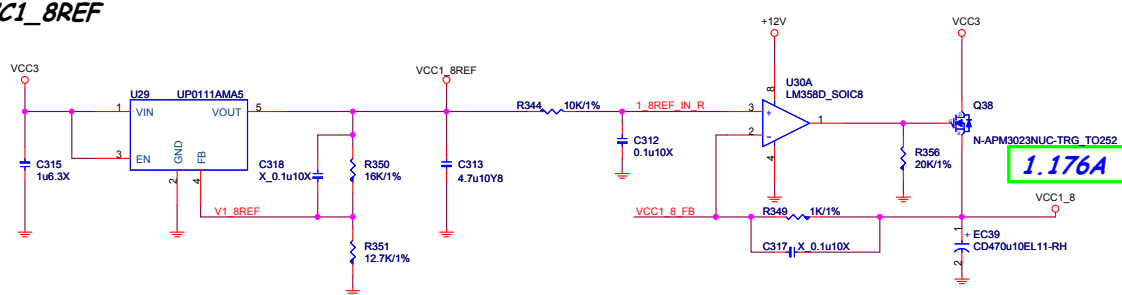 C1_8REF
VCC3
U29
UP0111AMA5
1
VIN
VOUT
5
3
EN
GND
FB
2
4
C315
1u6.3X
V1_8REF
C318
X_0.1u10X
R350
16K/1%
R351
12.7K/1%
VCC1_8REF
C313
4.7u10Y8
R344
10K/1%
1_8REF_IN_R
C312
0.1u10X
+12V
U30A
LM358D_SOIC8
8
3
+
2
-
1
4
R356
20K/1%
VCC3
Q38
N-APM3023NUC-TRG_TO252
1.176A
VCC1_8
VCC1_8_FB
R349
1K/1%
C317
X_0.1u10X
1
+
EC39
CD470u10EL11-RH
2